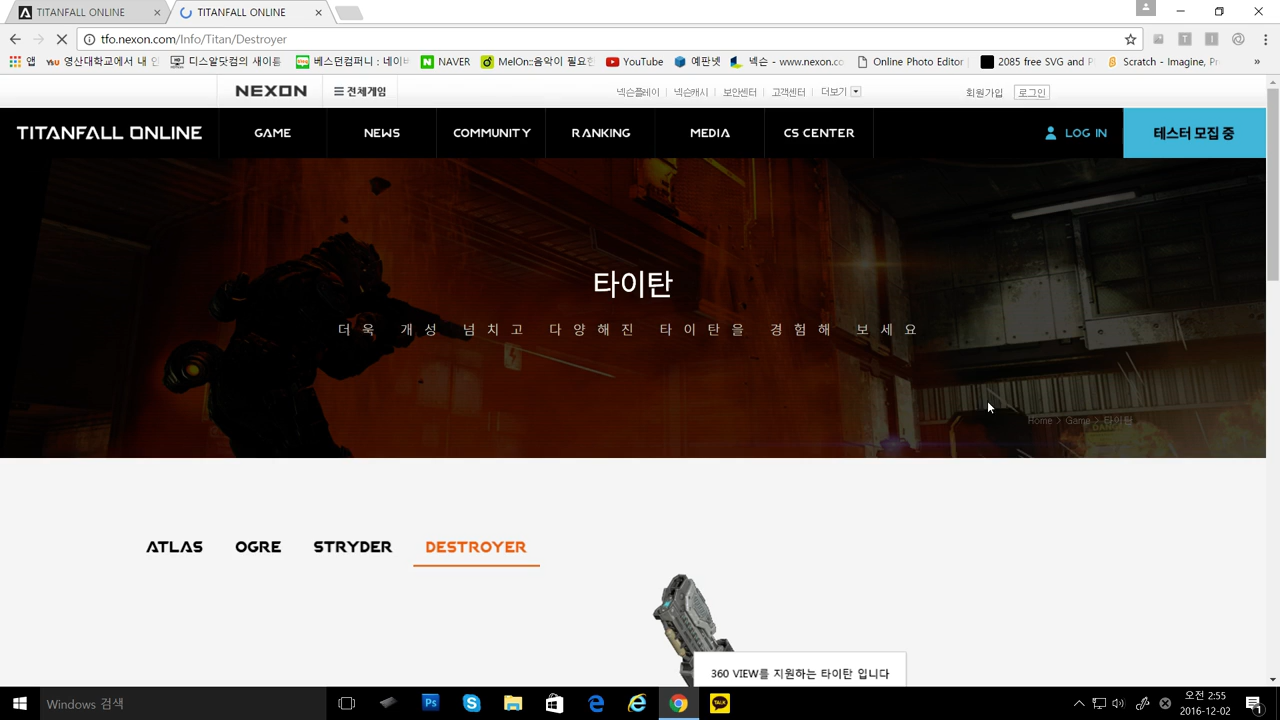 TITANFALL ONLINE
TITANFALL ONLINE
tfo.nexon.com/Info/Titan/Destroyer
앱
영산대학교에서 내 인
디스일닷컴의 새이름
베스던컴퍼니 : 네이버
NAVER
MelOn::음악이 필요한
YouTube
예판넷
넥슨 - www.nexon.co
Online Photo Editor
2085 free SVG and P
Scratch - Imagine, Pr
»
NEXON
전체게임
넥슨플레이
넥슨캐시
보안센터
고객센터
더보기
회원가입
로그인
TITANFALL ONLINE
GAME
NEWS
COMMUNITY
RANKING
MEDIA
CS CENTER
LOG IN
테스터 모집 중
타이탄
더욱 개성 넘치고 다양해진 타이탄을 경험해 보세요
Home > Game > 타이탄
ATLAS
OGRE
STRYDER
DESTROYER
360 VIEW를 지원하는 타이탄 입니다
Windows 검색
오전 2:55
2016-12-02